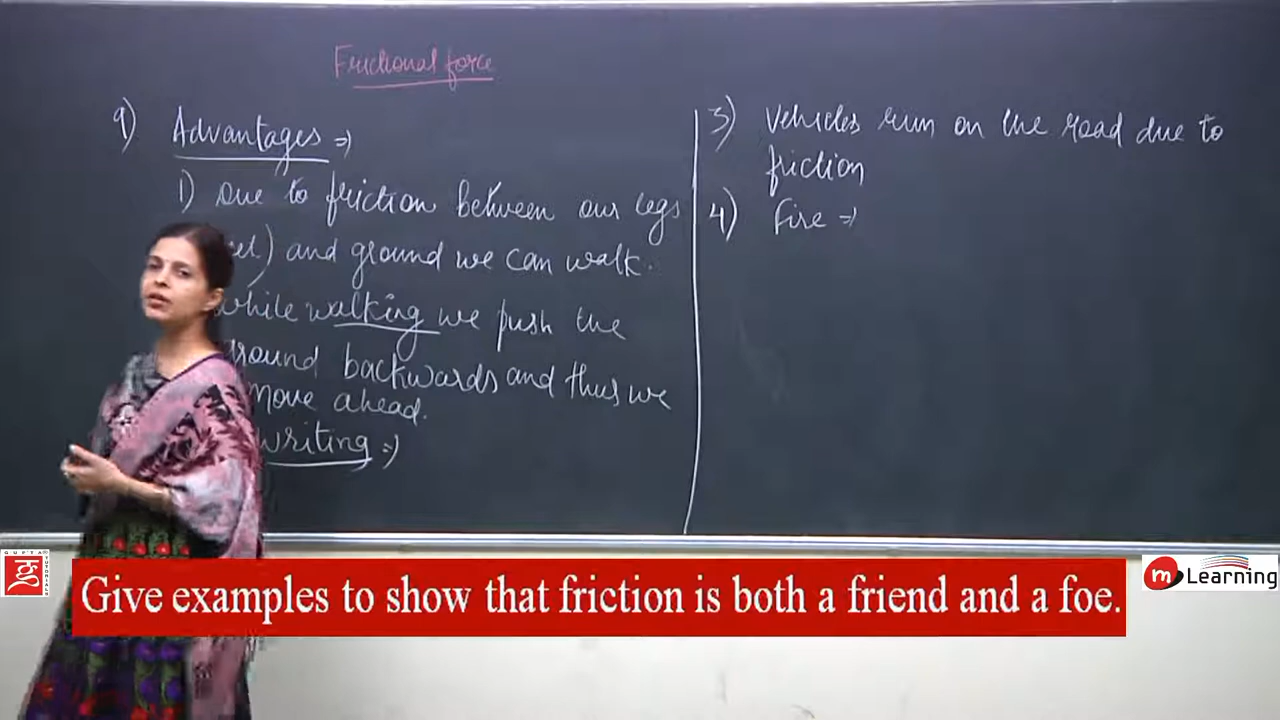 Frictional force
9) Advantages ⇒
1) Due to friction between our legs
and ground we can walk.
while walking we push the
backwards and thus we
move ahead.
writing ⇒
3) Vehicles run on the road due to
friction
4) Fire ⇒
GUPTA
TUTORIALS
Give examples to show that friction is both a friend and a foe.
m Learning